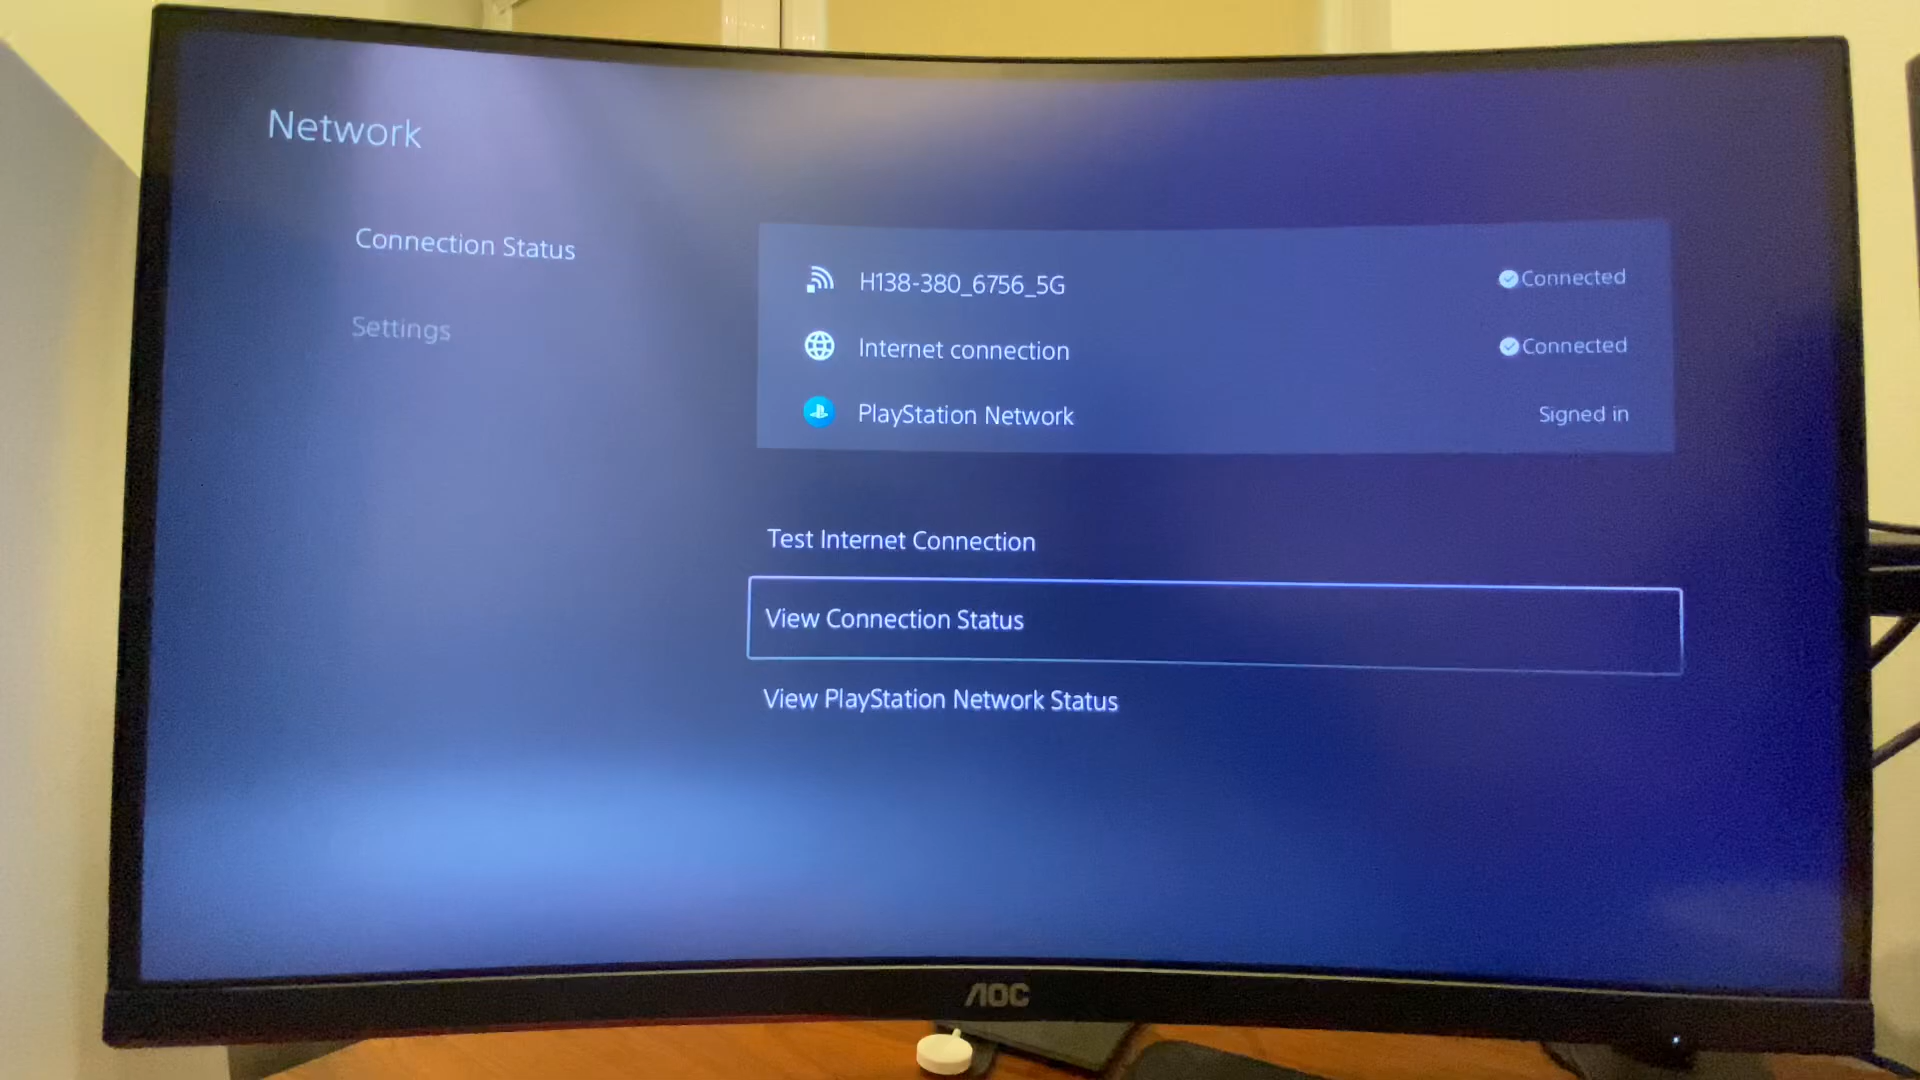 Network
Connection Status
Settings
H138-380_6756_5G Connected
Internet connection Connected
PlayStation Network Signed in
Test Internet Connection
View Connection Status
View PlayStation Network Status
AOC